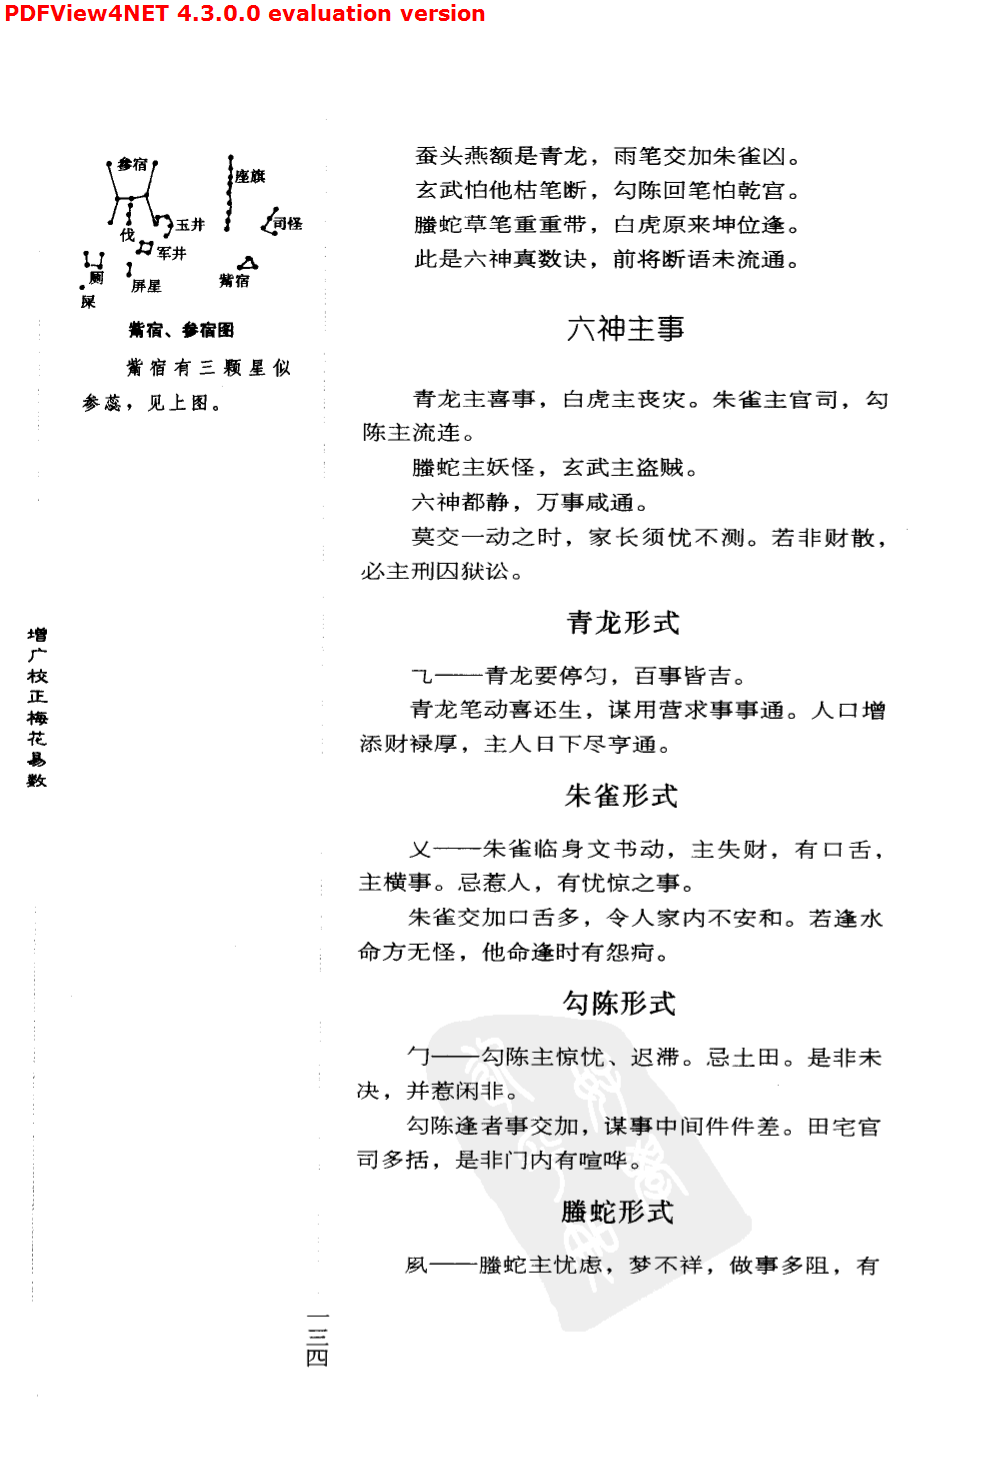 PDFView4NET 4.3.0.0 evaluation version
参宿
座旗
玉井
司怪
伐
军井
厕
屏星
觜宿
屎
觜宿、参宿图
觜宿有三颗星似
参蕊，见上图。
增广校正梅花易数
蚕头燕额是青龙，雨笔交加朱雀凶。
玄武怕他枯笔断，勾陈回笔怕乾宫。
螣蛇草笔重重带，白虎原来坤位逢。
此是六神真数诀，前将断语未流通。
六神主事
青龙主喜事，白虎主丧灾。朱雀主官司，勾
陈主流连。
螣蛇主妖怪，玄武主盗贼。
六神都静，万事咸通。
莫交一动之时，家长须忧不测。若非财散，
必主刑囚狱讼。
青龙形式
⺄——青龙要停匀，百事皆吉。
青龙笔动喜还生，谋用营求事事通。人口增
添财禄厚，主人日下尽亨通。
朱雀形式
乂——朱雀临身文书动，主失财，有口舌，
主横事。忌惹人，有忧惊之事。
朱雀交加口舌多，令人家内不安和。若逢水
命方无怪，他命逢时有怨疴。
勾陈形式
勹——勾陈主惊忧、迟滞。忌土田。是非未
决，并惹闲非。
勾陈逢者事交加，谋事中间件件差。田宅官
司多括，是非门内有喧哗。
螣蛇形式
——螣蛇主忧虑，梦不祥，做事多阻，有
一三四